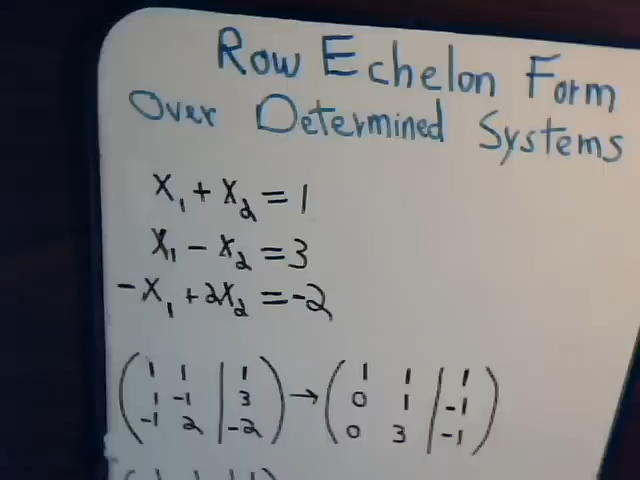 Row Echelon Form
Over Determined Systems
x₁ + x₂ = 1
x₁ - x₂ = 3
-x₁ + 2x₂ = -2
( 1 1 | 1 ) → ( 1 1 | 1 )
( 1 -1 | 3 ) ( 0 1 | -1 )
( -1 2 | -2 ) ( 0 3 | -1 )